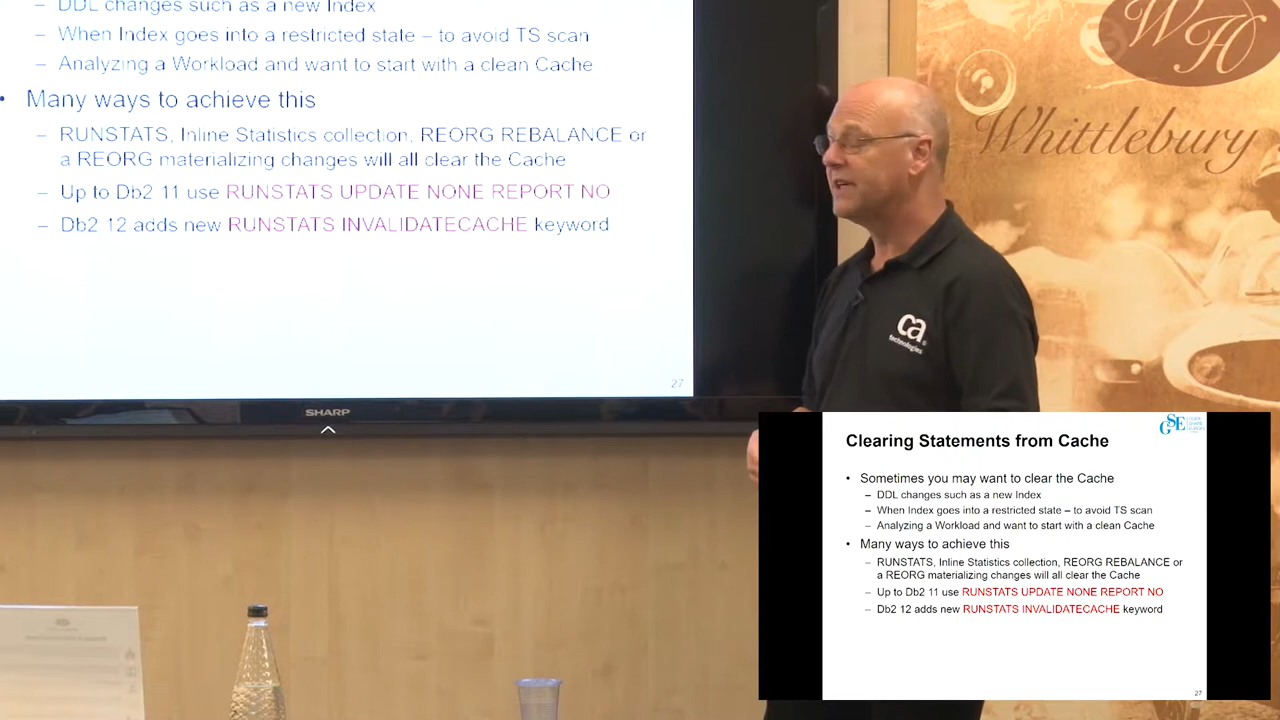 DDL changes such as a new Index
– When Index goes into a restricted state – to avoid TS scan
– Analyzing a Workload and want to start with a clean Cache
• Many ways to achieve this
– RUNSTATS, Inline Statistics collection, REORG REBALANCE or
a REORG materializing changes will all clear the Cache
– Up to Db2 11 use RUNSTATS UPDATE NONE REPORT NO
– Db2 12 adds new RUNSTATS INVALIDATECACHE keyword
27
SHARP
WH
Whittlebury
ca
technologies
GSE
Clearing Statements from Cache
• Sometimes you may want to clear the Cache
– DDL changes such as a new Index
– When Index goes into a restricted state – to avoid TS scan
– Analyzing a Workload and want to start with a clean Cache
• Many ways to achieve this
– RUNSTATS, Inline Statistics collection, REORG REBALANCE or
a REORG materializing changes will all clear the Cache
– Up to Db2 11 use RUNSTATS UPDATE NONE REPORT NO
– Db2 12 adds new RUNSTATS INVALIDATECACHE keyword
27